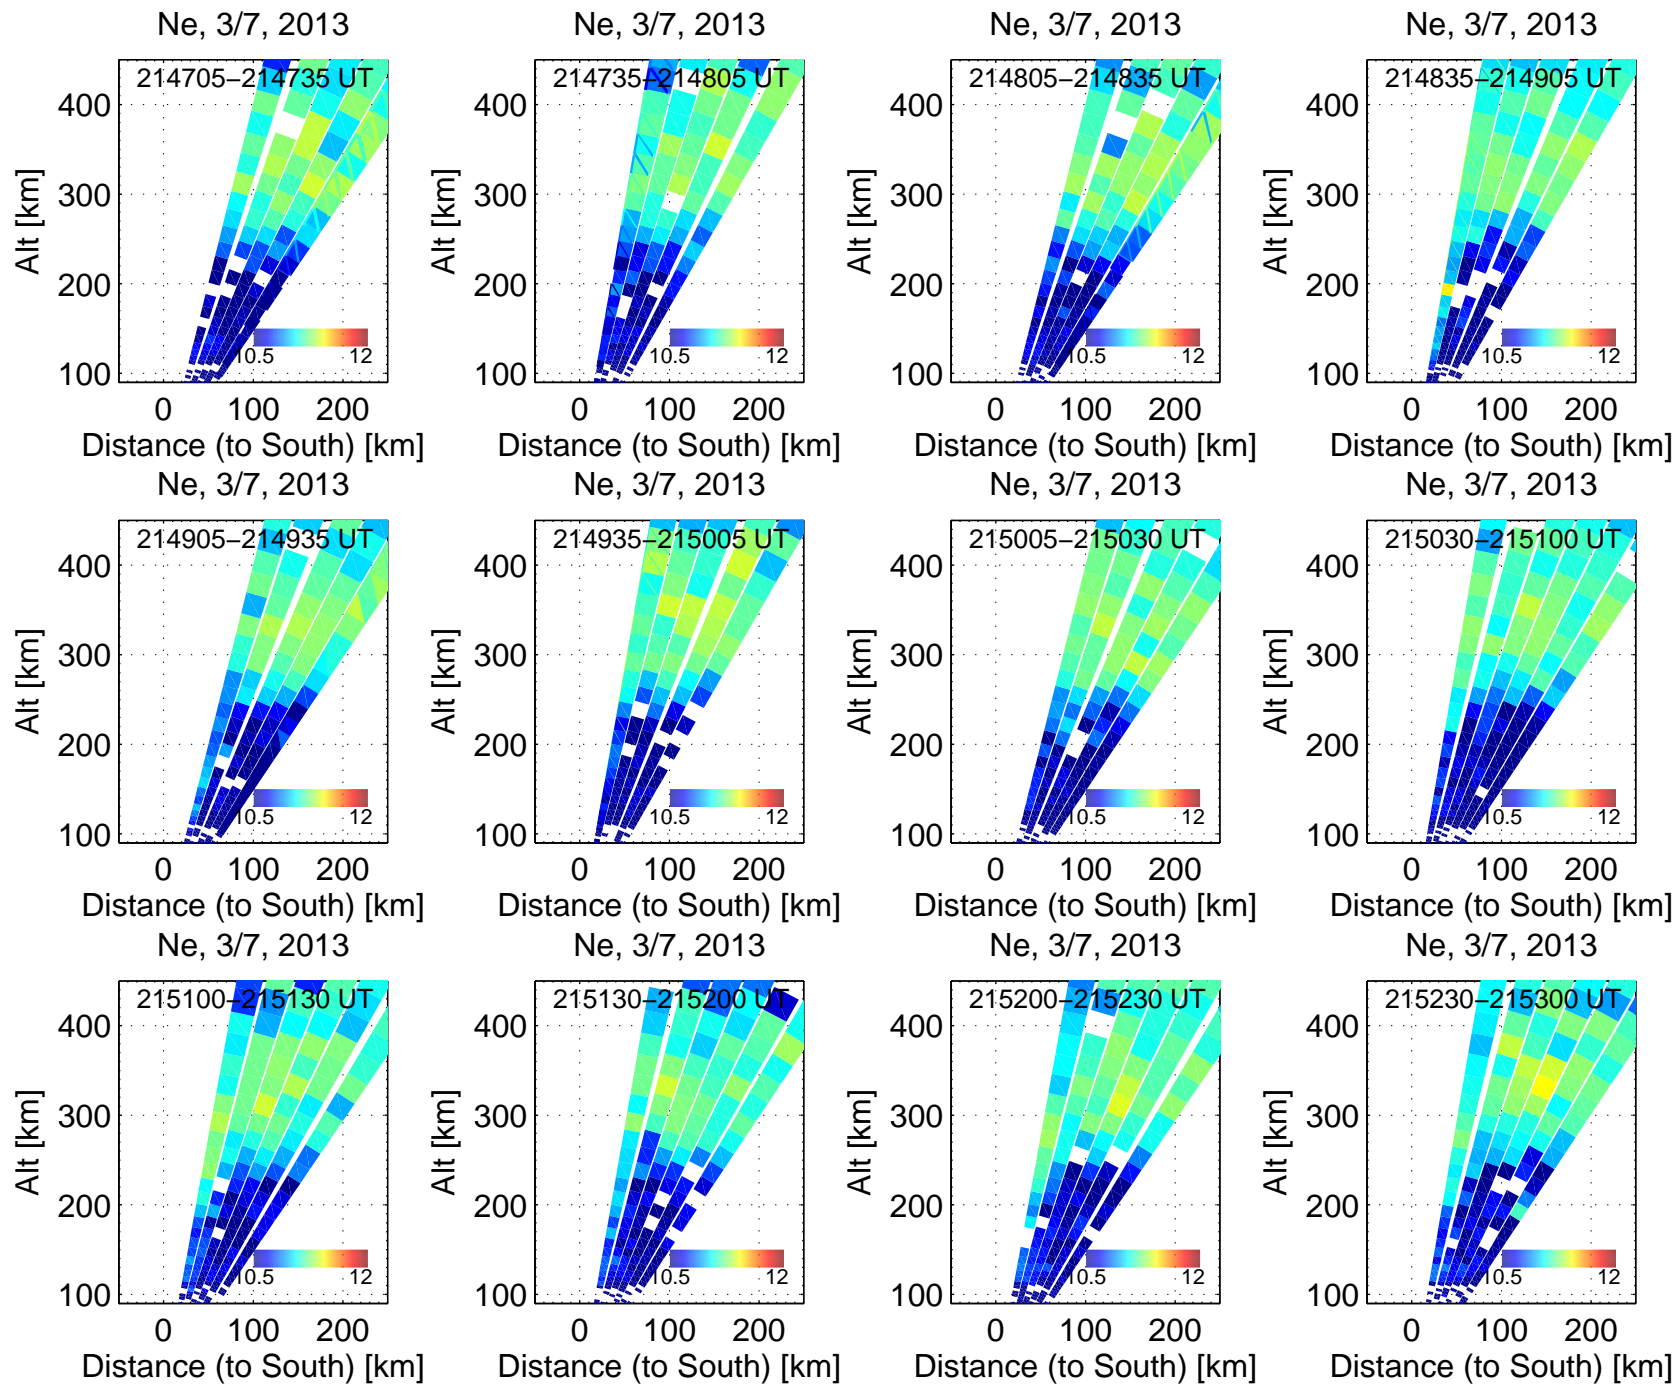 Ne, 3/7, 2013 Ne, 3/7, 2013 Ne, 3/7, 2013 Ne, 3/7, 2013
214705−214735 UT 214735−214805 UT 214805−214835 UT 214835−214905 UT
400 400 400 400
300 300 300 300
200 200 200 200
100 100 100 100
Alt [km] Alt [km] Alt [km] Alt [km]
10.5 12 10.5 12 10.5 12 10.5 12
0 100 200 0 100 200 0 100 200 0 100 200
Distance (to South) [km] Distance (to South) [km] Distance (to South) [km] Distance (to South) [km]
Ne, 3/7, 2013 Ne, 3/7, 2013 Ne, 3/7, 2013 Ne, 3/7, 2013
214905−214935 UT 214935−215005 UT 215005−215030 UT 215030−215100 UT
400 400 400 400
300 300 300 300
200 200 200 200
100 100 100 100
Alt [km] Alt [km] Alt [km] Alt [km]
10.5 12 10.5 12 10.5 12 10.5 12
0 100 200 0 100 200 0 100 200 0 100 200
Distance (to South) [km] Distance (to South) [km] Distance (to South) [km] Distance (to South) [km]
Ne, 3/7, 2013 Ne, 3/7, 2013 Ne, 3/7, 2013 Ne, 3/7, 2013
215100−215130 UT 215130−215200 UT 215200−215230 UT 215230−215300 UT
400 400 400 400
300 300 300 300
200 200 200 200
100 100 100 100
Alt [km] Alt [km] Alt [km] Alt [km]
10.5 12 10.5 12 10.5 12 10.5 12
0 100 200 0 100 200 0 100 200 0 100 200
Distance (to South) [km] Distance (to South) [km] Distance (to South) [km] Distance (to South) [km]